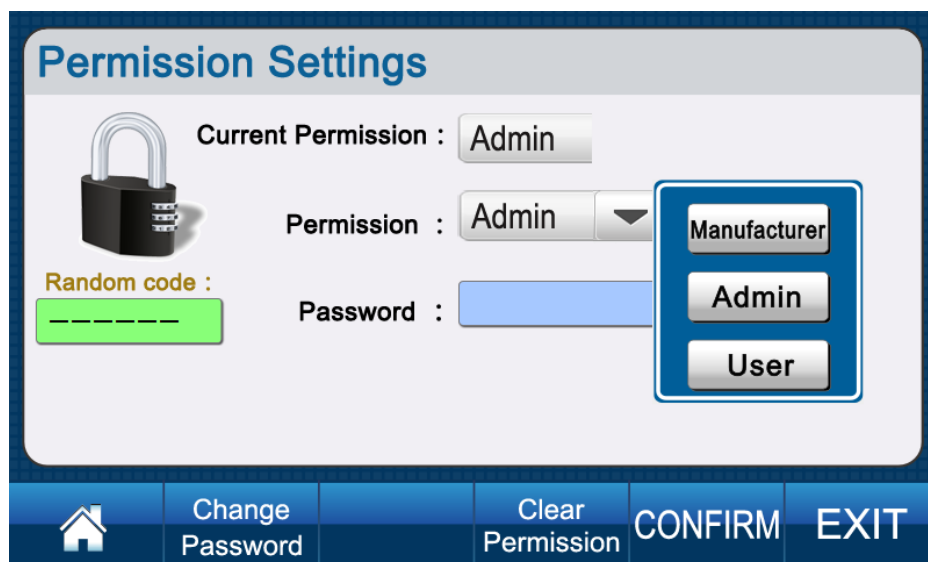 Permission Settings
Current Permission : Admin
Permission : Admin
Manufacturer
Random code :
Admin
------
Password :
User
Change
Password
Clear
Permission
CONFIRM
EXIT